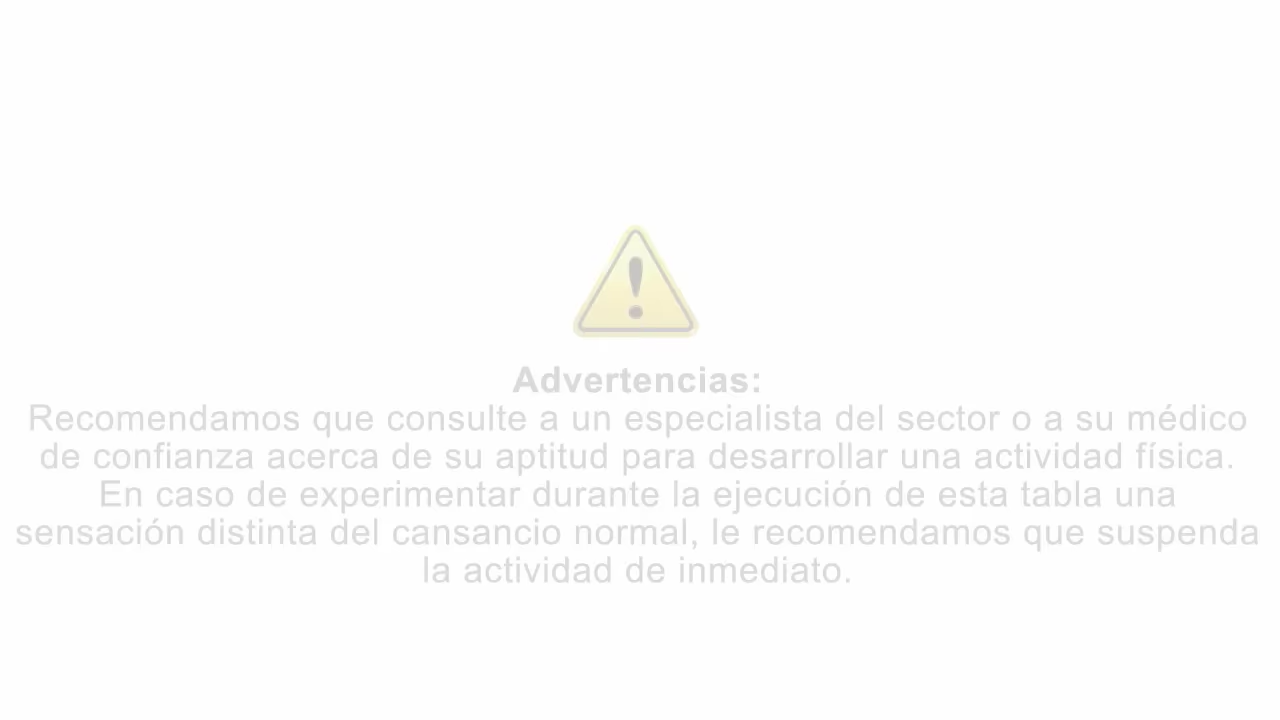 Advertencias:
Recomendamos que consulte a un especialista del sector o a su médico
de confianza acerca de su aptitud para desarrollar una actividad física.
En caso de experimentar durante la ejecución de esta tabla una
sensación distinta del cansancio normal, le recomendamos que suspenda
la actividad de inmediato.